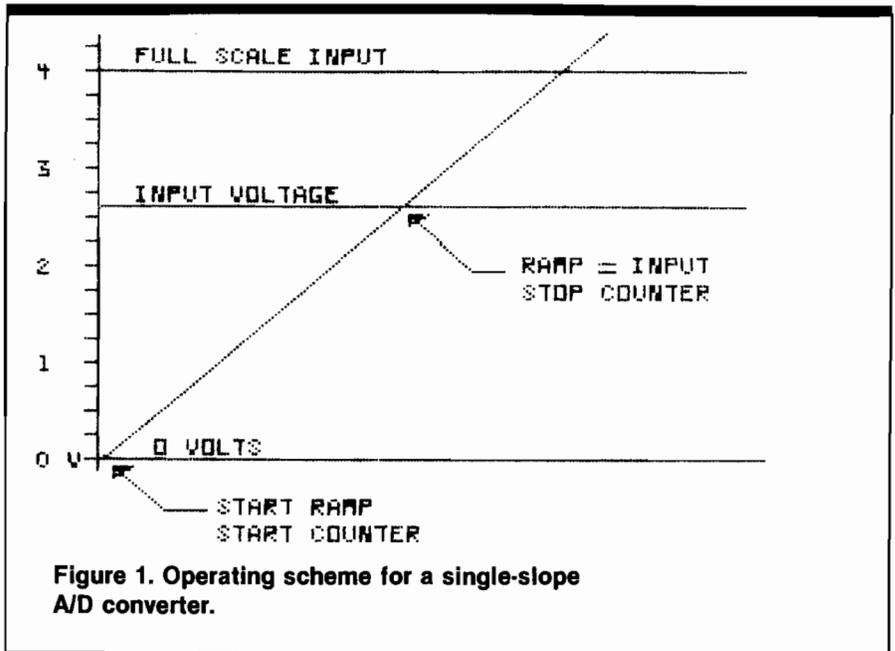 FULL SCALE INPUT
4
3
INPUT VOLTAGE
2
RAMP = INPUT
STOP COUNTER
1
0 VOLTS
0 V
START RAMP
START COUNTER
Figure 1. Operating scheme for a single-slope
A/D converter.